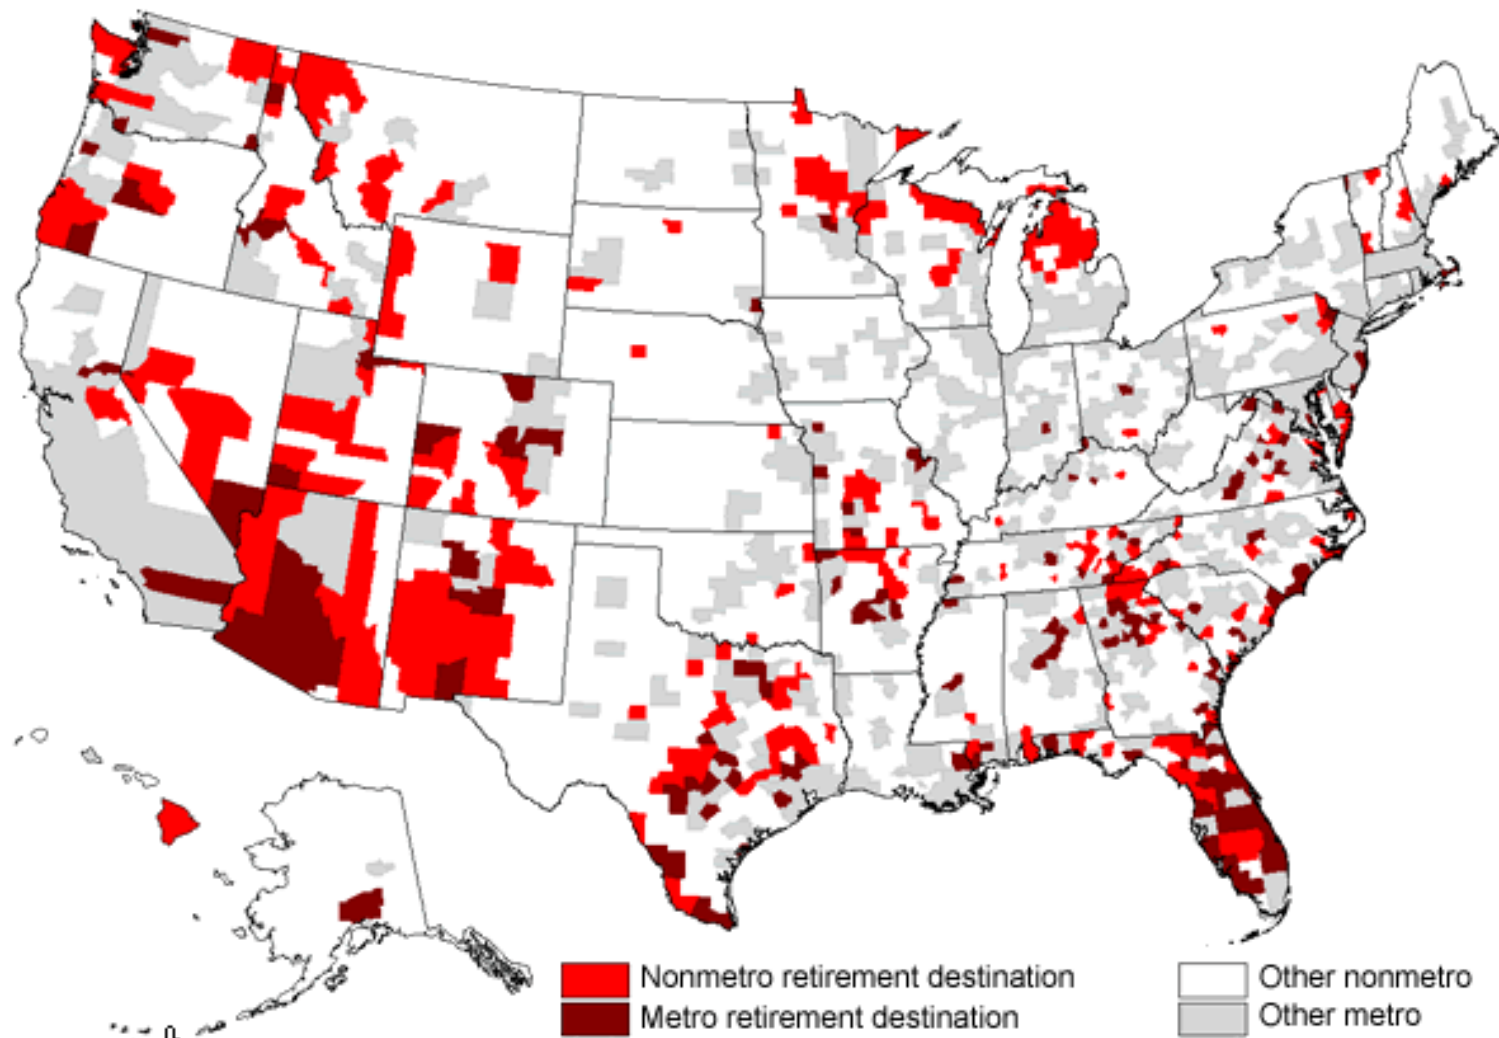 Nonmetro retirement destination
Metro retirement destination
Other nonmetro
Other metro